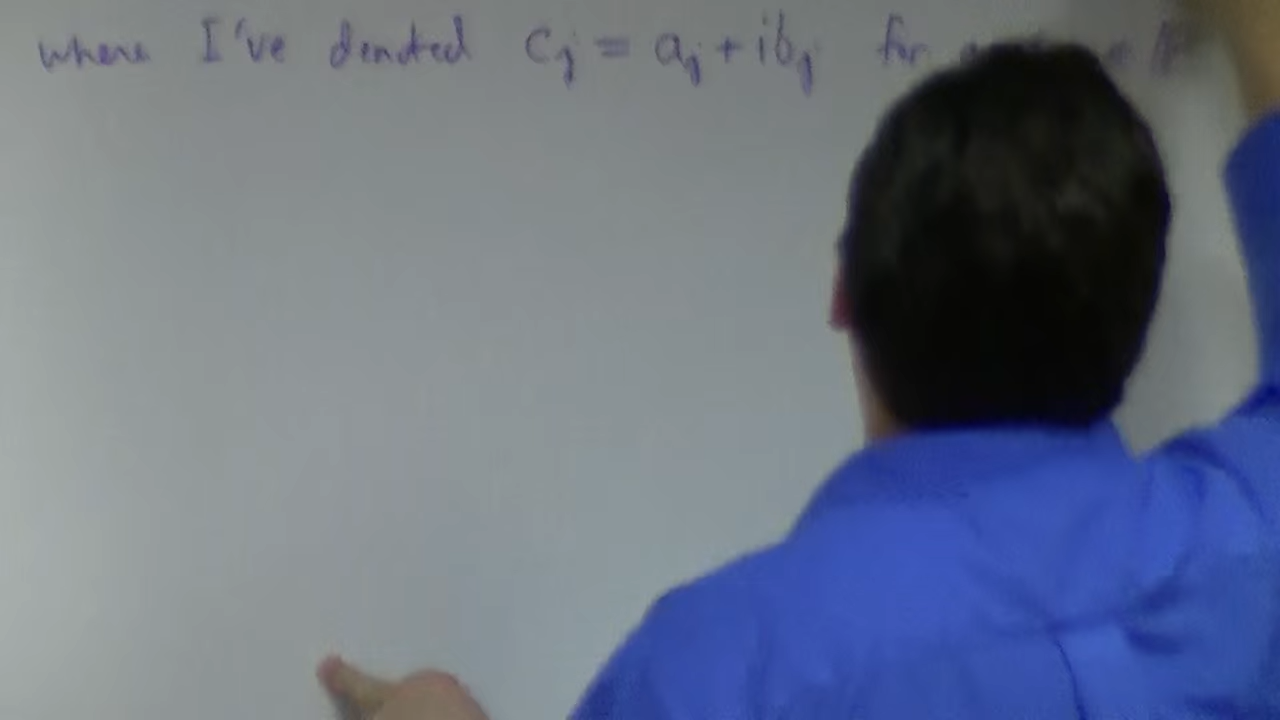 where I've denoted c_j = a_j + i b_j for